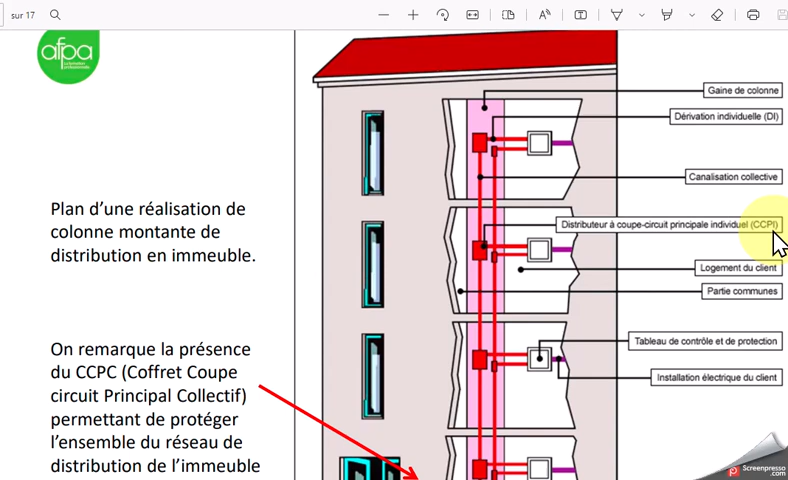 sur 17
afpa
Gaine de colonne
Dérivation individuelle (DI)
Canalisation collective
Plan d’une réalisation de
colonne montante de
distribution en immeuble.
Distributeur à coupe-circuit principale individuel (CCPI)
Logement du client
Partie communes
Tableau de contrôle et de protection
Installation électrique du client
On remarque la présence
du CCPC (Coffret Coupe
circuit Principal Collectif)
permettant de protéger
l’ensemble du réseau de
distribution de l’immeuble
Screenpresso
.com